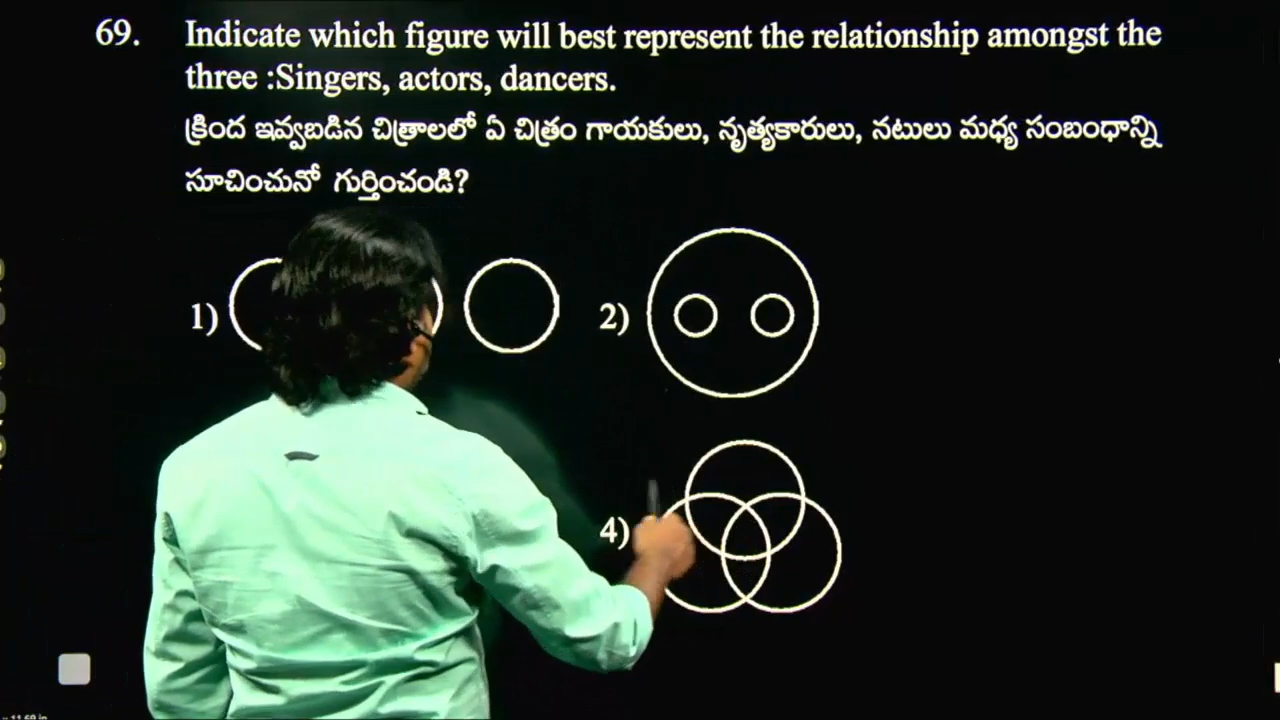 69. Indicate which figure will best represent the relationship amongst the
three :Singers, actors, dancers.
క్రింద ఇవ్వబడిన చిత్రాలలో ఏ చిత్రం గాయకులు, నృత్యకారులు, నటులు మధ్య సంబంధాన్ని
సూచించునో గుర్తించండి?
1) 2)
4)